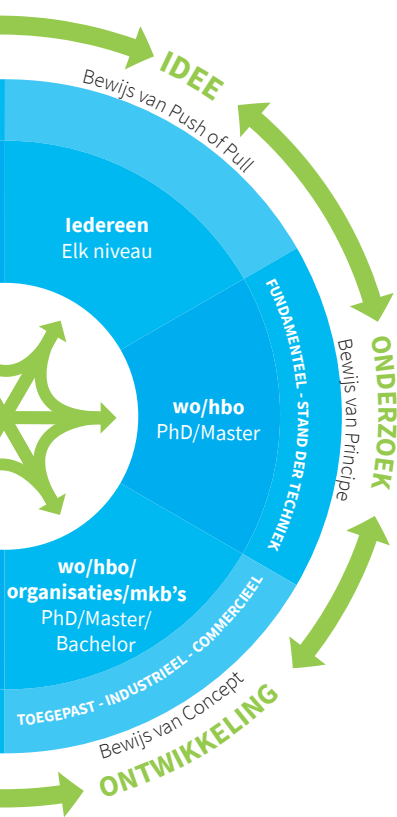 IDEE
Bewijs van Push of Pull
Iedereen
Elk niveau
FUNDAMENTEEL - STAND DER TECHNIEK
Bewijs van Principe
ONDERZOEK
wo/hbo
PhD/Master
wo/hbo/
organisaties/mkb's
PhD/Master/
Bachelor
TOEGEPAST - INDUSTRIEEL - COMMERCIEEL
Bewijs van Concept
ONTWIKKELING